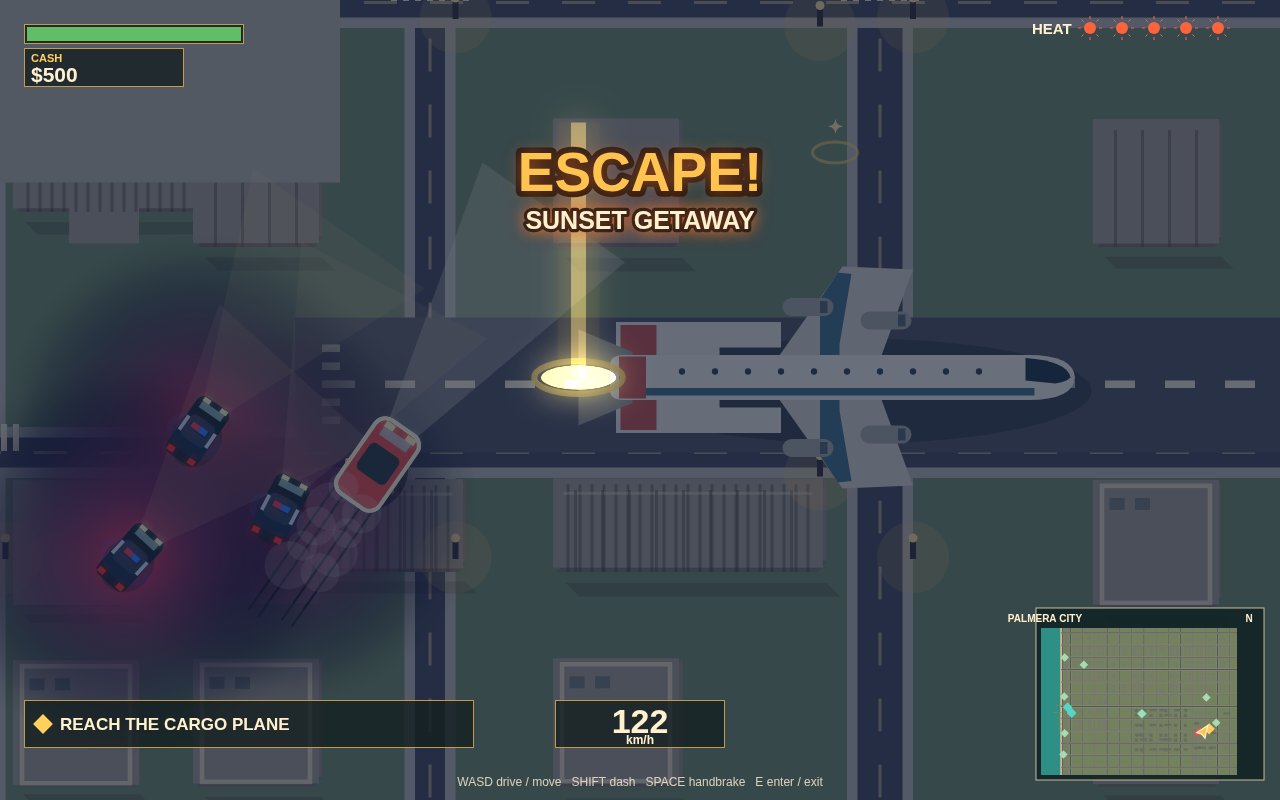 CASH
$500
HEAT
ESCAPE!
SUNSET GETAWAY
PALMERA CITY
N
REACH THE CARGO PLANE
122
km/h
WASD drive / move SHIFT dash SPACE handbrake E enter / exit